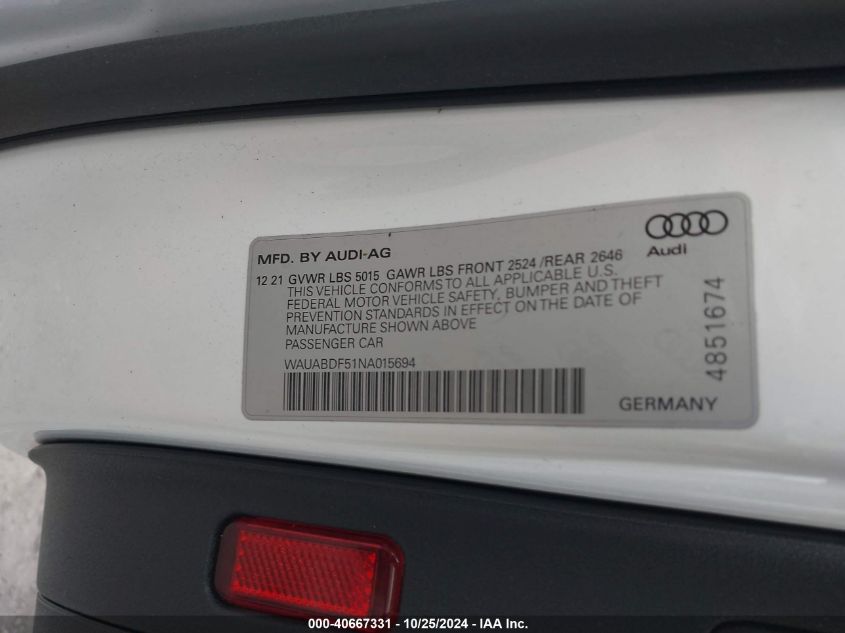 MFD. BY AUDI-AG
Audi
12 21 GVWR LBS 5015 GAWR LBS FRONT 2524 /REAR 2646
THIS VEHICLE CONFORMS TO ALL APPLICABLE U.S.
FEDERAL MOTOR VEHICLE SAFETY, BUMPER AND THEFT
PREVENTION STANDARDS IN EFFECT ON THE DATE OF
MANUFACTURE SHOWN ABOVE
PASSENGER CAR
WAUABDF51NA015694
4851674
GERMANY
000-40667331 - 10/25/2024 - IAA Inc.